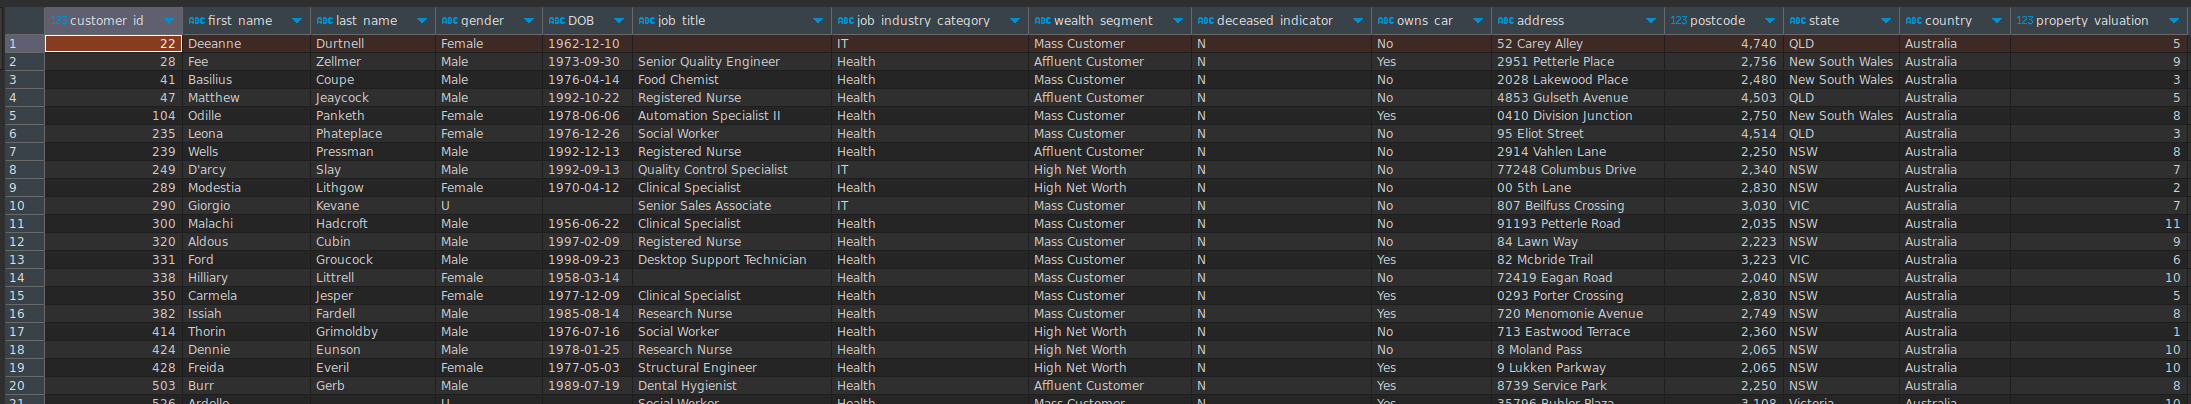 123 customer_id ABC first_name ABC last_name ABC gender ABC DOB ABC job_title ABC job_industry_category ABC wealth_segment ABC deceased_indicator ABC owns_car ABC address 123 postcode ABC state ABC country 123 property_valuation
1 22 Deeanne Durtnell Female 1962-12-10 IT Mass Customer N No 52 Carey Alley 4,740 QLD Australia 5
2 28 Fee Zellmer Male 1973-09-30 Senior Quality Engineer Health Affluent Customer N Yes 2951 Petterle Place 2,756 New South Wales Australia 9
3 41 Basilius Coupe Male 1976-04-14 Food Chemist Health Mass Customer N No 2028 Lakewood Place 2,480 New South Wales Australia 3
4 47 Matthew Jeaycock Male 1992-10-22 Registered Nurse Health Affluent Customer N No 4853 Gulseth Avenue 4,503 QLD Australia 5
5 104 Odille Panketh Female 1978-06-06 Automation Specialist II Health Mass Customer N Yes 0410 Division Junction 2,750 New South Wales Australia 8
6 235 Leona Phateplace Female 1976-12-26 Social Worker Health Mass Customer N No 95 Eliot Street 4,514 QLD Australia 3
7 239 Wells Pressman Male 1992-12-13 Registered Nurse Health Affluent Customer N No 2914 Vahlen Lane 2,250 NSW Australia 8
8 249 D'arcy Slay Male 1992-09-13 Quality Control Specialist IT High Net Worth N No 77248 Columbus Drive 2,340 NSW Australia 7
9 289 Modestia Lithgow Female 1970-04-12 Clinical Specialist Health High Net Worth N No 00 5th Lane 2,830 NSW Australia 2
10 290 Giorgio Kevane U Senior Sales Associate IT Mass Customer N No 807 Beilfuss Crossing 3,030 VIC Australia 7
11 300 Malachi Hadcroft Male 1956-06-22 Clinical Specialist Health Mass Customer N No 91193 Petterle Road 2,035 NSW Australia 11
12 320 Aldous Cubin Male 1997-02-09 Registered Nurse Health Mass Customer N No 84 Lawn Way 2,223 NSW Australia 9
13 331 Ford Groucock Male 1998-09-23 Desktop Support Technician Health Mass Customer N Yes 82 Mcbride Trail 3,223 VIC Australia 6
14 338 Hilliary Littrell Female 1958-03-14 Health Mass Customer N No 72419 Eagan Road 2,040 NSW Australia 10
15 350 Carmela Jesper Female 1977-12-09 Clinical Specialist Health Mass Customer N Yes 0293 Porter Crossing 2,830 NSW Australia 5
16 382 Issiah Fardell Male 1985-08-14 Research Nurse Health Mass Customer N Yes 720 Menomonie Avenue 2,749 NSW Australia 8
17 414 Thorin Grimoldby Male 1976-07-16 Social Worker Health High Net Worth N No 713 Eastwood Terrace 2,360 NSW Australia 1
18 424 Dennie Eunson Male 1978-01-25 Research Nurse Health High Net Worth N No 8 Moland Pass 2,065 NSW Australia 10
19 428 Freida Everil Female 1977-05-03 Structural Engineer Health High Net Worth N Yes 9 Lukken Parkway 2,065 NSW Australia 10
20 503 Burr Gerb Male 1989-07-19 Dental Hygienist Health Affluent Customer N Yes 8739 Service Park 2,250 NSW Australia 8
21 526 U Social Worker Health Mass Customer N Yes 3,108 Victoria Australia 10